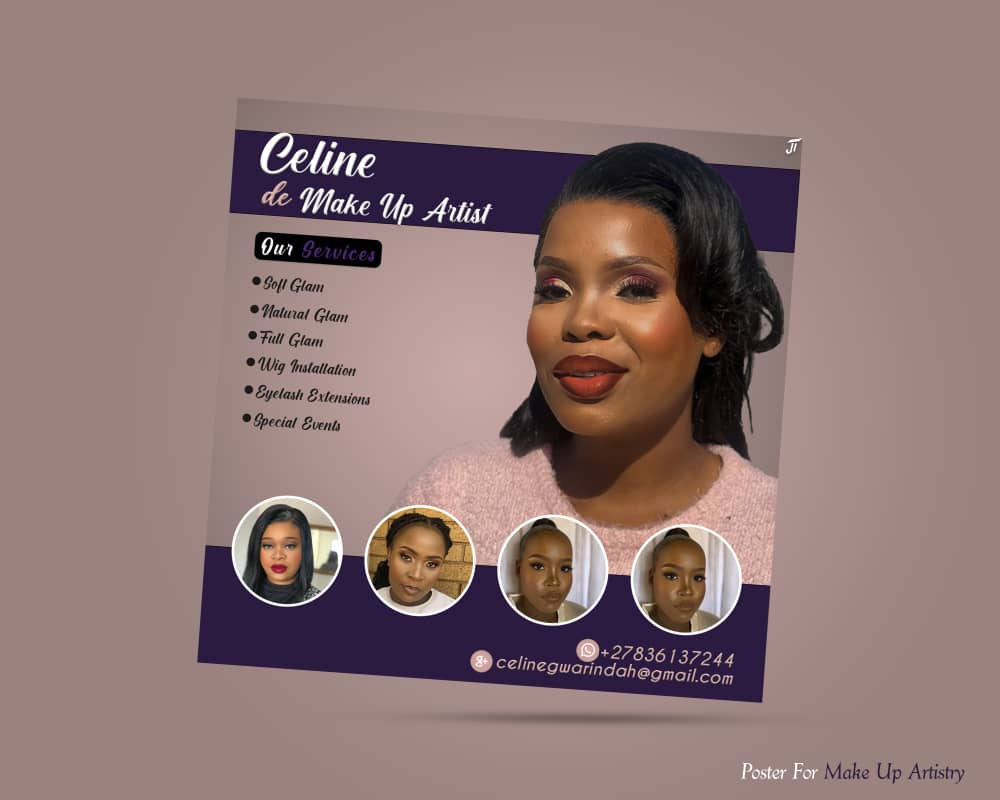 Celine
de Make Up Artist
JI
Our Services
Soft Glam
Natural Glam
Full Glam
Wig Installation
Eyelash Extensions
Special Events
+27836137244
g+ celinegwarindah@gmail.com
Poster For Make Up Artistry